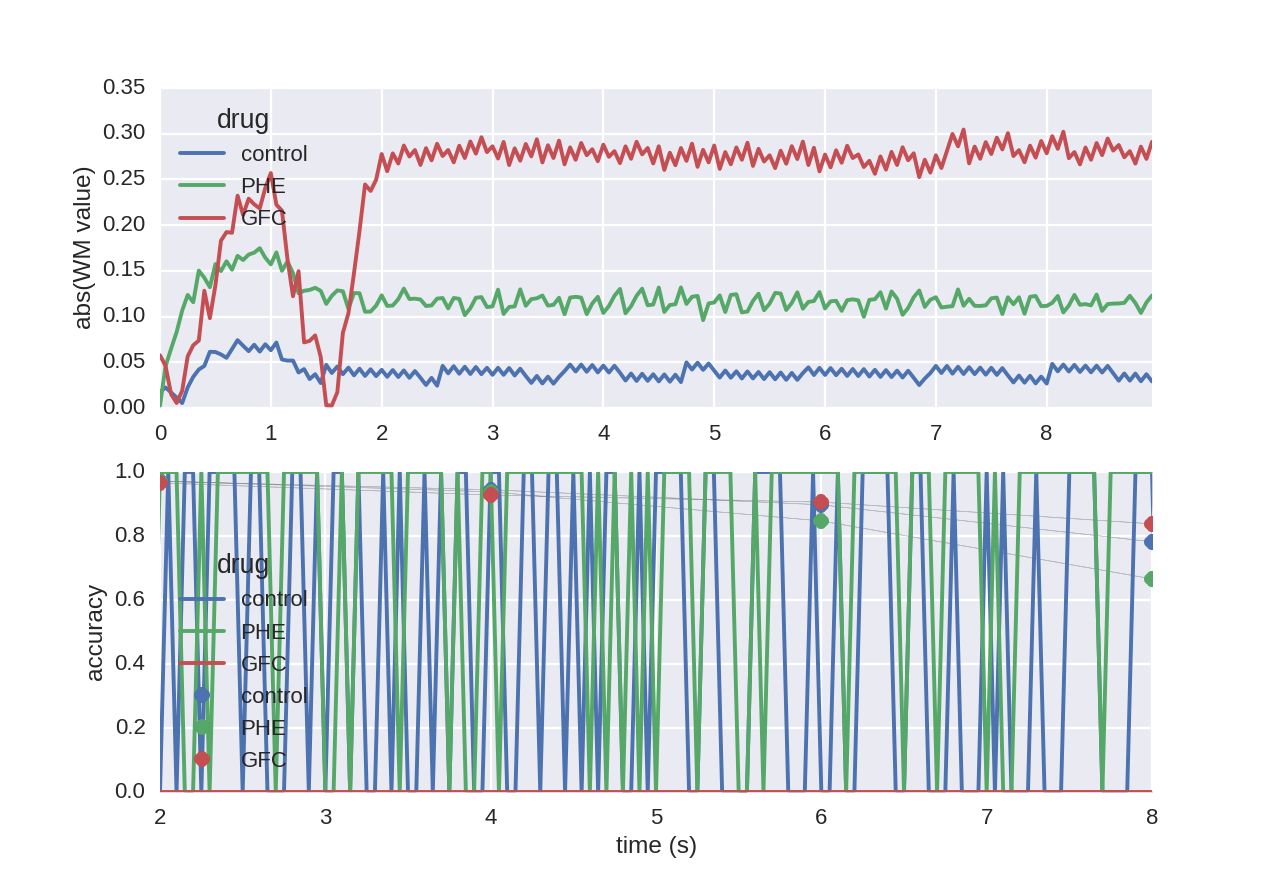 0.35
0.30
0.25
0.20
0.15
0.10
0.05
0.00
abs(WM value)
drug
control
PHE
GFC
0 1 2 3 4 5 6 7 8
1.0
0.8
0.6
0.4
0.2
0.0
accuracy
drug
control
PHE
GFC
control
PHE
GFC
2 3 4 5 6 7 8
time (s)